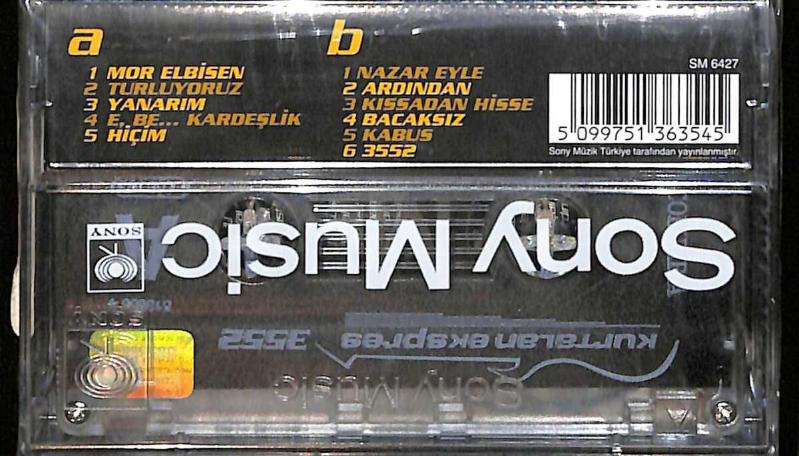 a
1 MOR ELBİSEN
2 TURLUYORUZ
3 YANARIM
4 E, BE... KARDEŞLİK
5 HİÇİM
b
1 NAZAR EYLE
2 ARDINDAN
3 KISSADAN HİSSE
4 BACAKSIZ
5 KABUS
6 3552
SM 6427
5 099751 363545
Sony Müzik Türkiye tarafından yayınlanmıştır.
Sony Music
SONY
kurtalan ekspres 3552
SONY
Sony Music